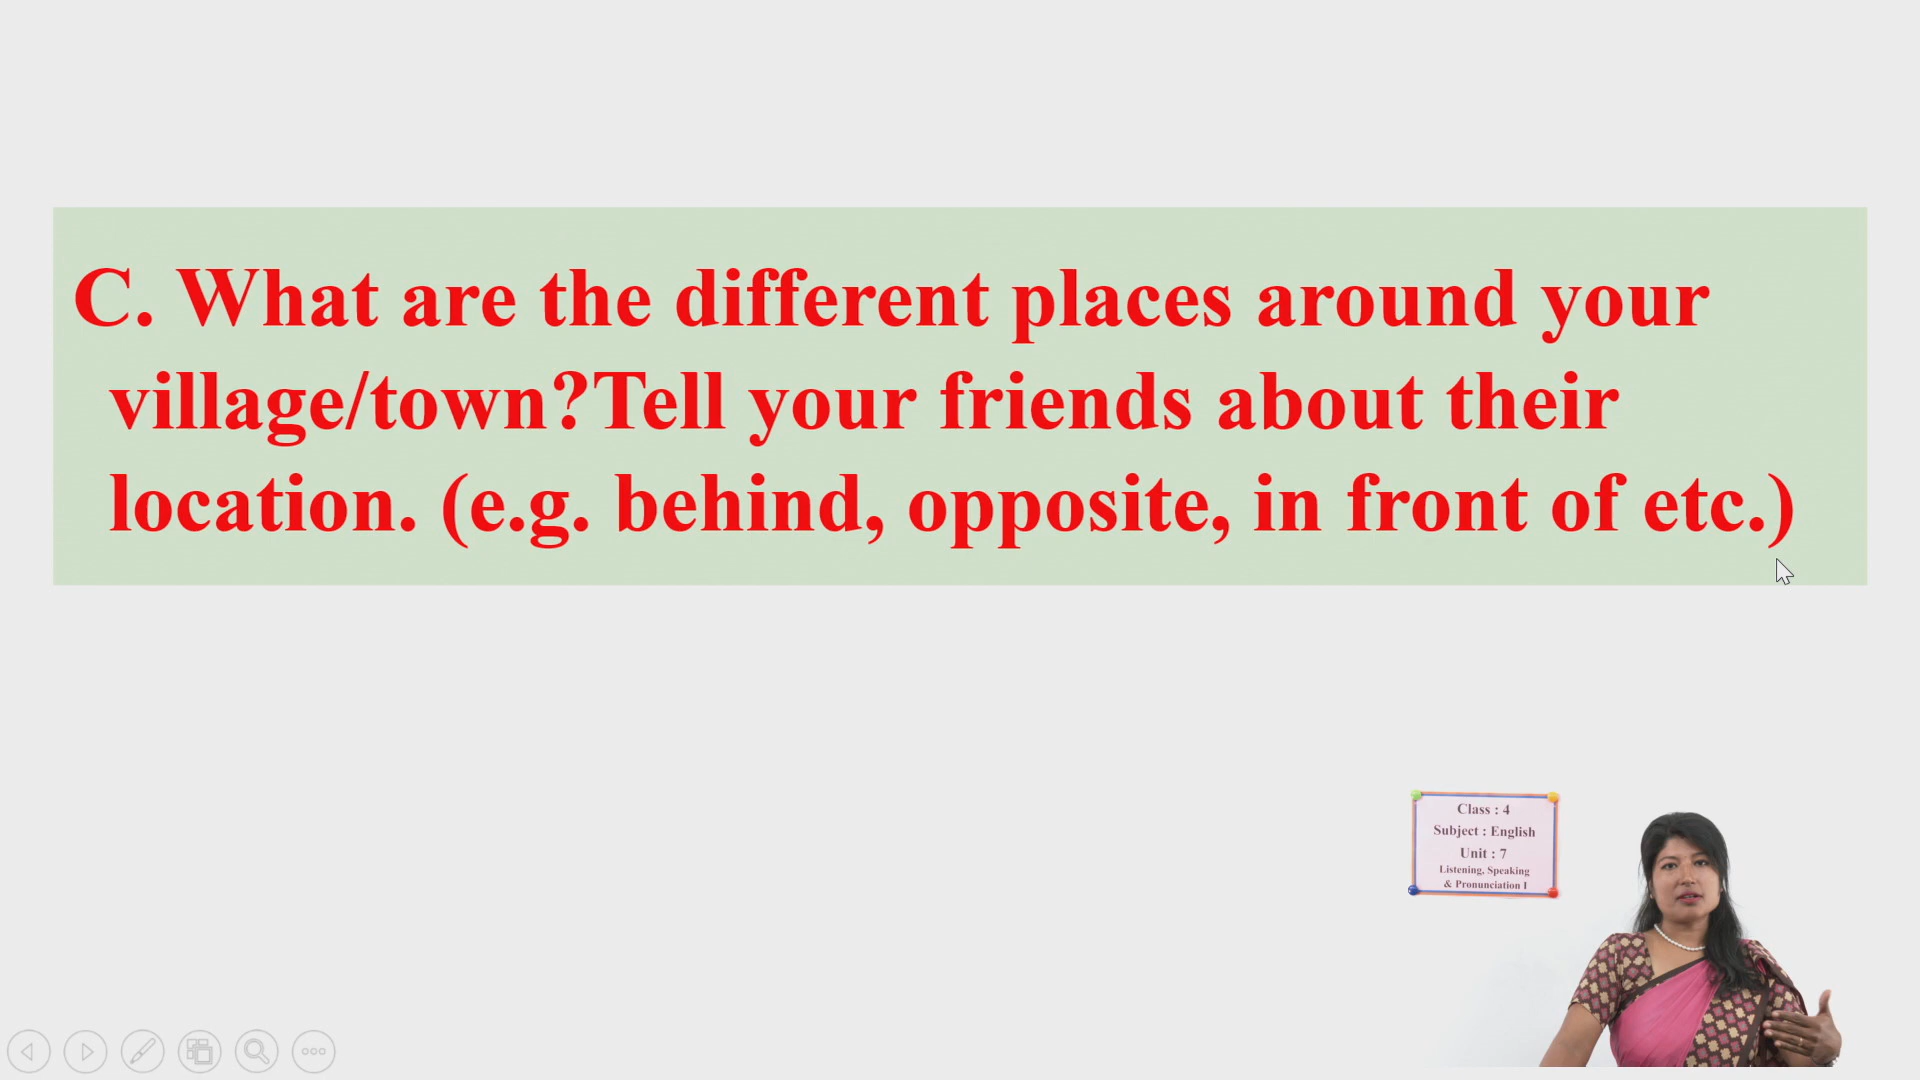 C. What are the different places around your
village/town?Tell your friends about their
location. (e.g. behind, opposite, in front of etc.)
Class : 4
Subject : English
Unit : 7
Listening, Speaking
& Pronunciation I